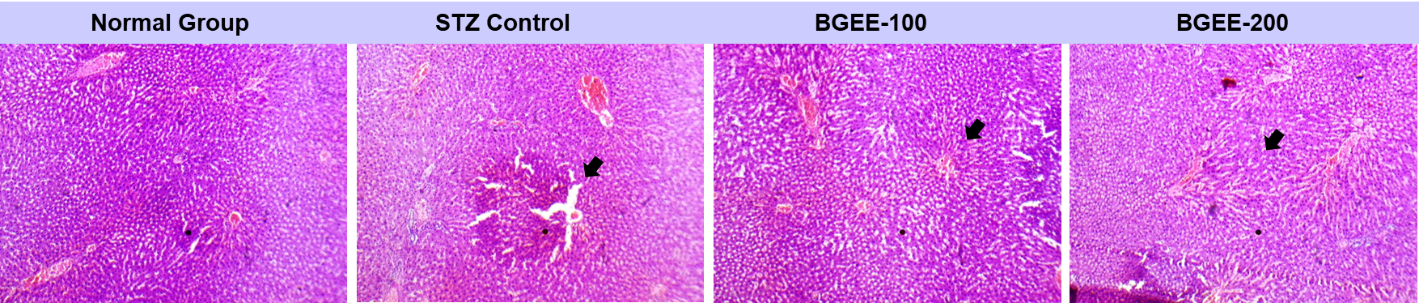 Normal Group
STZ Control
BGEE-100
BGEE-200